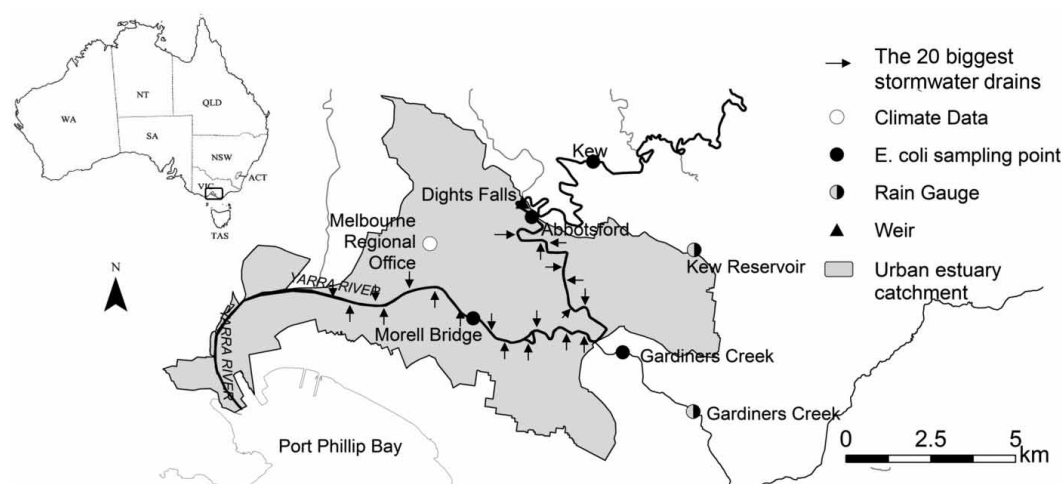 WA
NT
SA
QLD
NSW
ACT
VIC
TAS
N
The 20 biggest
stormwater drains
Climate Data
E. coli sampling point
Rain Gauge
Weir
Urban estuary
catchment
Kew
Dights Falls
Abbotsford
Melbourne
Regional
Office
Kew Reservoir
YARRA RIVER
YARRA RIVER
Morell Bridge
Gardiners Creek
Gardiners Creek
Port Phillip Bay
0 2.5 5
km